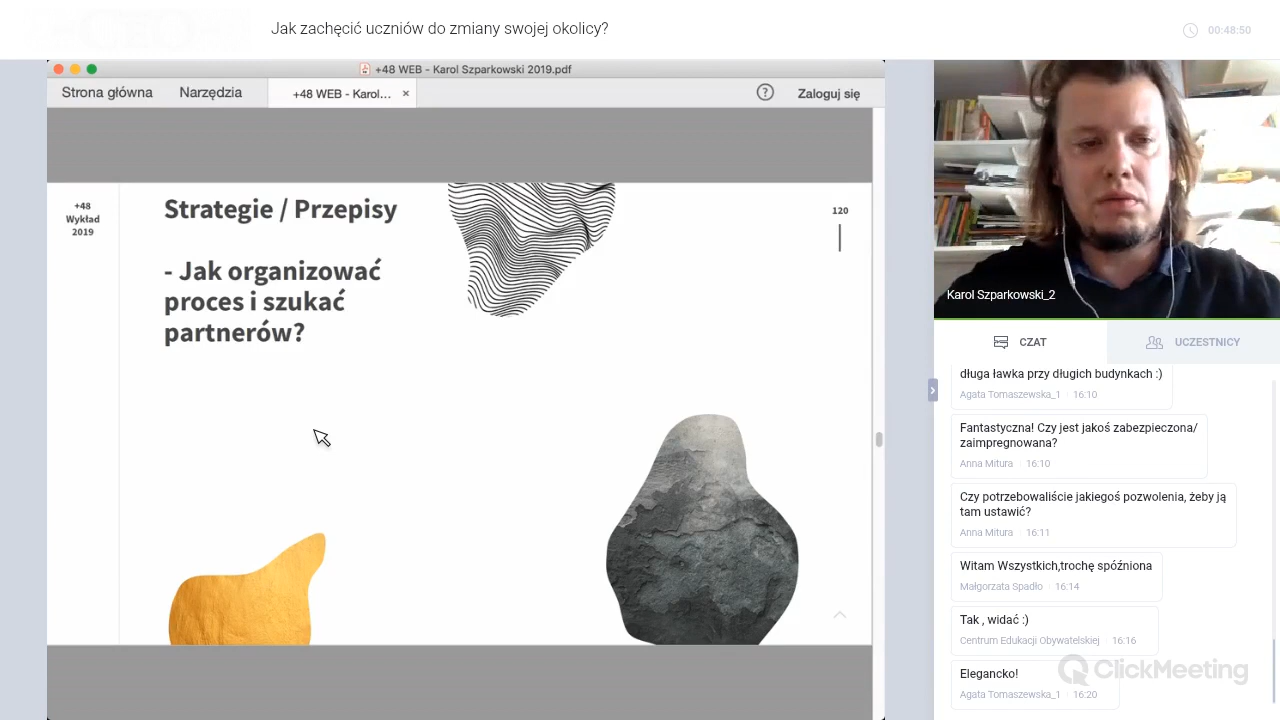 Jak zachęcić uczniów do zmiany swojej okolicy?
00:48:50
+48 WEB - Karol Szparkowski 2019.pdf
Strona główna
Narzędzia
+48 WEB - Karol...
×
?
Zaloguj się
+48
Wykład
2019
Strategie / Przepisy
- Jak organizować
proces i szukać
partnerów?
120
Karol Szparkowski_2
CZAT
UCZESTNICY
długa ławka przy długich budynkach :)
Agata Tomaszewska_1 16:10
Fantastyczna! Czy jest jakoś zabezpieczona/
zaimpregnowana?
Anna Mitura 16:10
Czy potrzebowaliście jakiegoś pozwolenia, żeby ją
tam ustawić?
Anna Mitura 16:11
Witam Wszystkich,trochę spóźniona
Małgorzata Spadło 16:14
Tak , widać :)
Centrum Edukacji Obywatelskiej 16:16
Elegancko!
Agata Tomaszewska_1 16:20
ClickMeeting